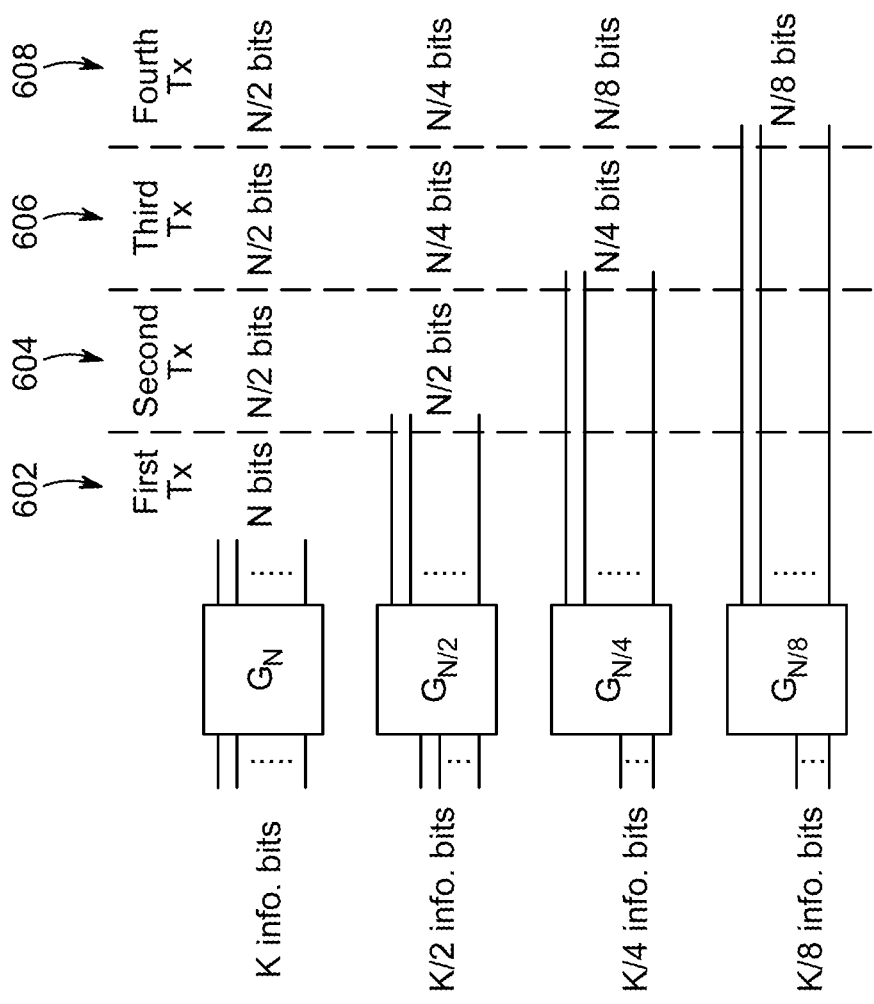 602
604
606
608
First
Tx
Second
Tx
Third
Tx
Fourth
Tx
K info. bits
G_N
N bits
N/2 bits
N/2 bits
N/2 bits
K/2 info. bits
G_N/2
N/2 bits
N/4 bits
N/4 bits
K/4 info. bits
G_N/4
N/4 bits
N/8 bits
K/8 info. bits
G_N/8
N/8 bits